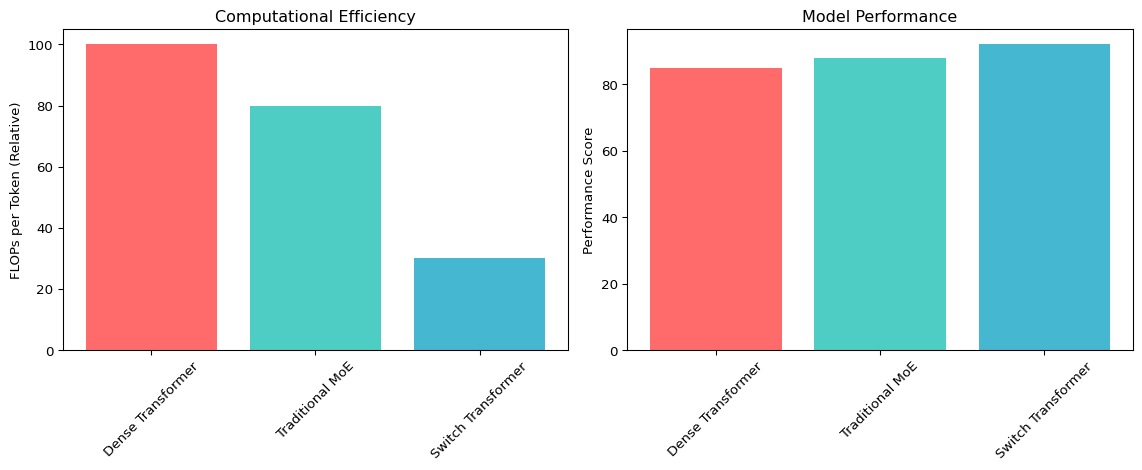 Computational Efficiency
FLOPs per Token (Relative)
100
80
60
40
20
0
Dense Transformer
Traditional MoE
Switch Transformer
Model Performance
Performance Score
80
60
40
20
0
Dense Transformer
Traditional MoE
Switch Transformer